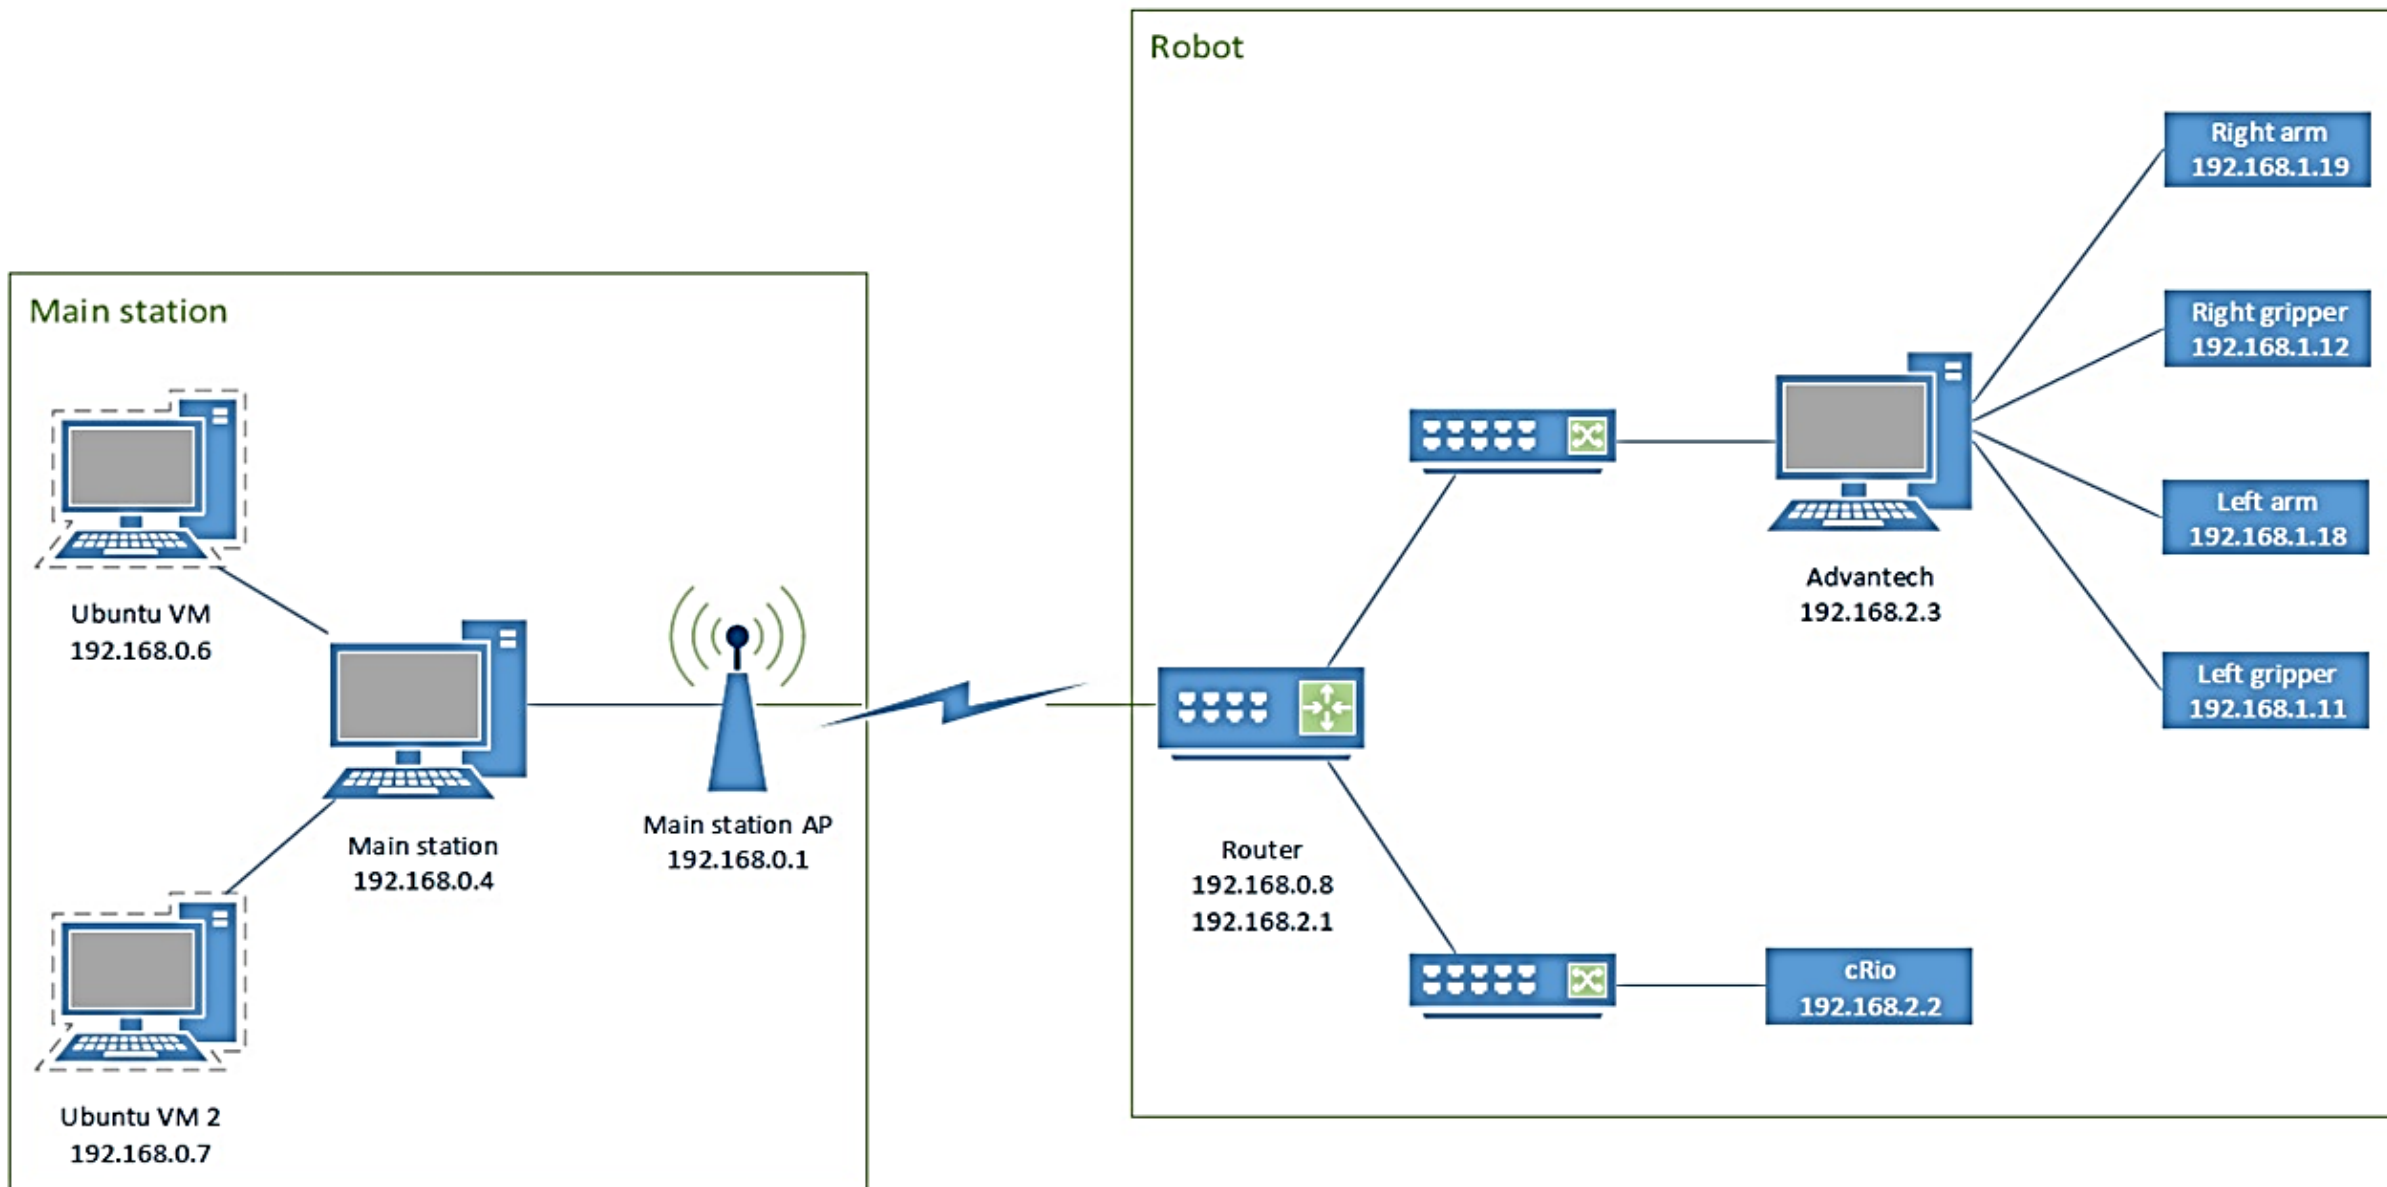 Robot
Right arm
192.168.1.19
Right gripper
192.168.1.12
Left arm
192.168.1.18
Left gripper
192.168.1.11
Advantech
192.168.2.3
Main station
Ubuntu VM
192.168.0.6
Main station
192.168.0.4
Main station AP
192.168.0.1
Router
192.168.0.8
192.168.2.1
cRio
192.168.2.2
Ubuntu VM 2
192.168.0.7